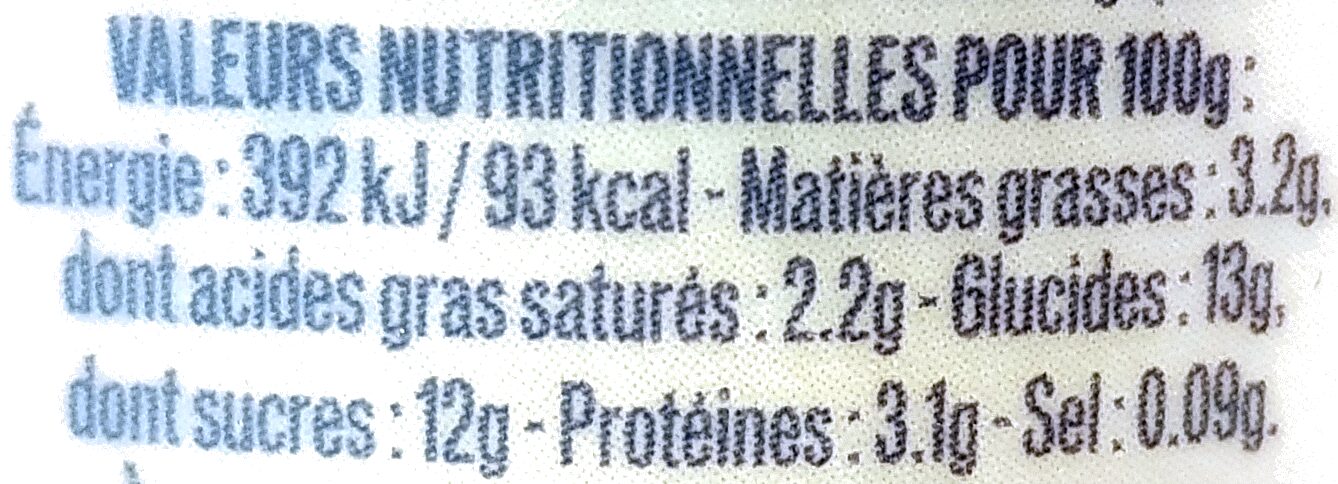 VALEURS NUTRITIONNELLES POUR 100g :
Énergie : 392 kJ / 93 kcal - Matières grasses : 3.2g,
dont acides gras saturés : 2.2g - Glucides : 13g,
dont sucres : 12g - Protéines : 3.1g - Sel : 0.09g.